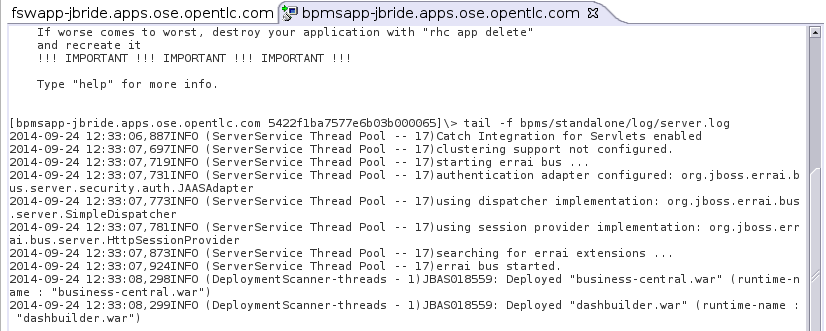 fswapp-jbride.apps.ose.opentlc.com bpmsapp-jbride.apps.ose.opentlc.com
If worse comes to worst, destroy your application with "rhc app delete"
and recreate it
!!! IMPORTANT !!! IMPORTANT !!! IMPORTANT !!!
Type "help" for more info.
[bpmsapp-jbride.apps.ose.opentlc.com 5422f1ba7577e6b03b000065]\> tail -f bpms/standalone/log/server.log
2014-09-24 12:33:06,887INFO (ServerService Thread Pool -- 17)Catch Integration for Servlets enabled
2014-09-24 12:33:07,697INFO (ServerService Thread Pool -- 17)clustering support not configured.
2014-09-24 12:33:07,719INFO (ServerService Thread Pool -- 17)starting errai bus ...
2014-09-24 12:33:07,731INFO (ServerService Thread Pool -- 17)authentication adapter configured: org.jboss.errai.b
us.server.security.auth.JAASAdapter
2014-09-24 12:33:07,773INFO (ServerService Thread Pool -- 17)using dispatcher implementation: org.jboss.errai.bus
.server.SimpleDispatcher
2014-09-24 12:33:07,781INFO (ServerService Thread Pool -- 17)using session provider implementation: org.jboss.err
ai.bus.server.HttpSessionProvider
2014-09-24 12:33:07,873INFO (ServerService Thread Pool -- 17)searching for errai extensions ...
2014-09-24 12:33:07,924INFO (ServerService Thread Pool -- 17)errai bus started.
2014-09-24 12:33:08,298INFO (DeploymentScanner-threads - 1)JBAS018559: Deployed "business-central.war" (runtime-n
ame : "business-central.war")
2014-09-24 12:33:08,299INFO (DeploymentScanner-threads - 1)JBAS018559: Deployed "dashbuilder.war" (runtime-name :
"dashbuilder.war")